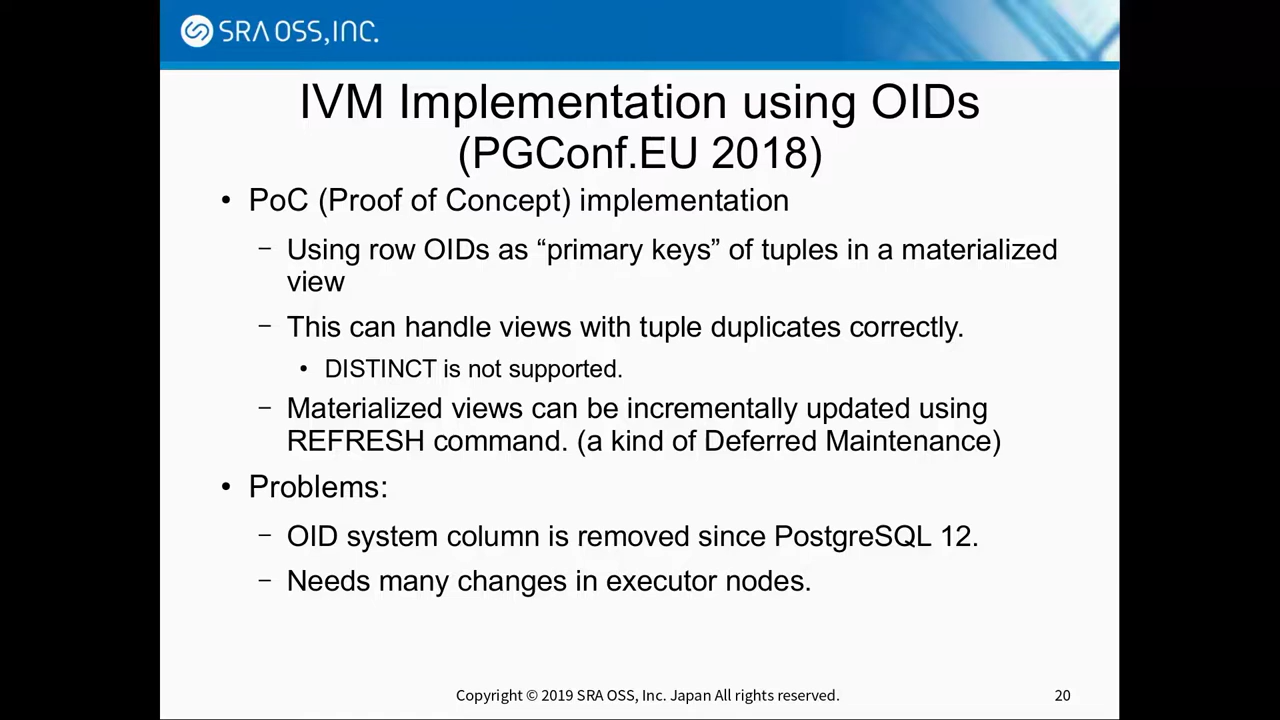 SRA OSS, INC.
IVM Implementation using OIDs
(PGConf.EU 2018)
• PoC (Proof of Concept) implementation
– Using row OIDs as “primary keys” of tuples in a materialized
view
– This can handle views with tuple duplicates correctly.
• DISTINCT is not supported.
– Materialized views can be incrementally updated using
REFRESH command. (a kind of Deferred Maintenance)
• Problems:
– OID system column is removed since PostgreSQL 12.
– Needs many changes in executor nodes.
Copyright © 2019 SRA OSS, Inc. Japan All rights reserved.
20